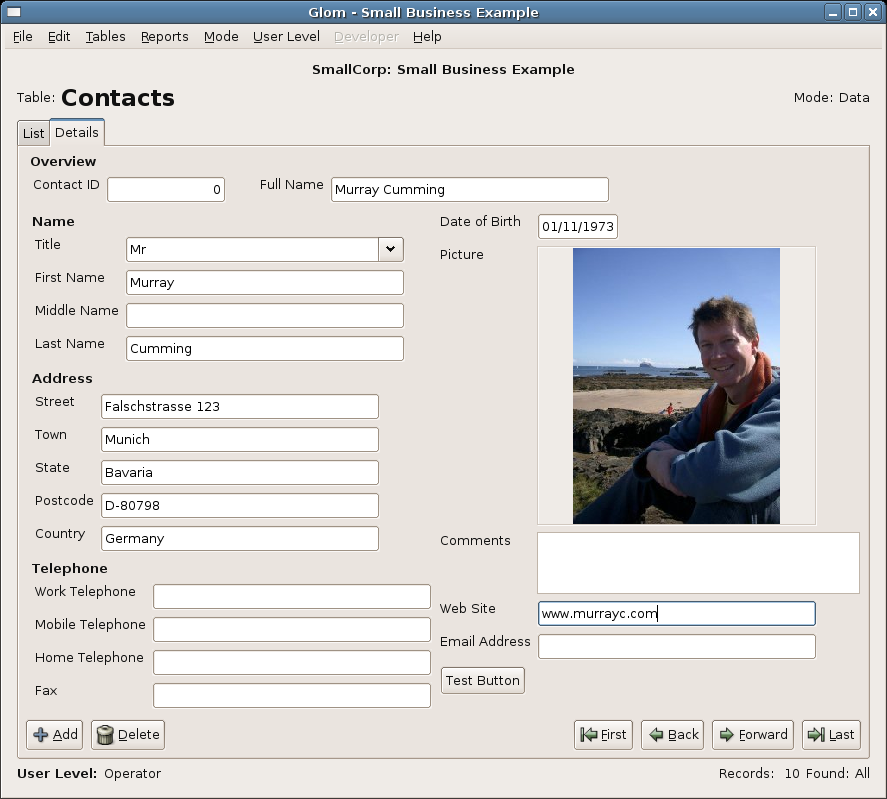 Glom - Small Business Example
File Edit Tables Reports Mode User Level Developer Help
SmallCorp: Small Business Example
Table: Contacts Mode: Data
List Details
Overview
Contact ID 0 Full Name Murray Cumming
Name
Title Mr
First Name Murray
Middle Name
Last Name Cumming
Address
Street Falschstrasse 123
Town Munich
State Bavaria
Postcode D-80798
Country Germany
Telephone
Work Telephone
Mobile Telephone
Home Telephone
Fax
Date of Birth 01/11/1973
Picture
Comments
Web Site www.murrayc.com
Email Address
Test Button
Add Delete First Back Forward Last
User Level: Operator Records: 10 Found: All